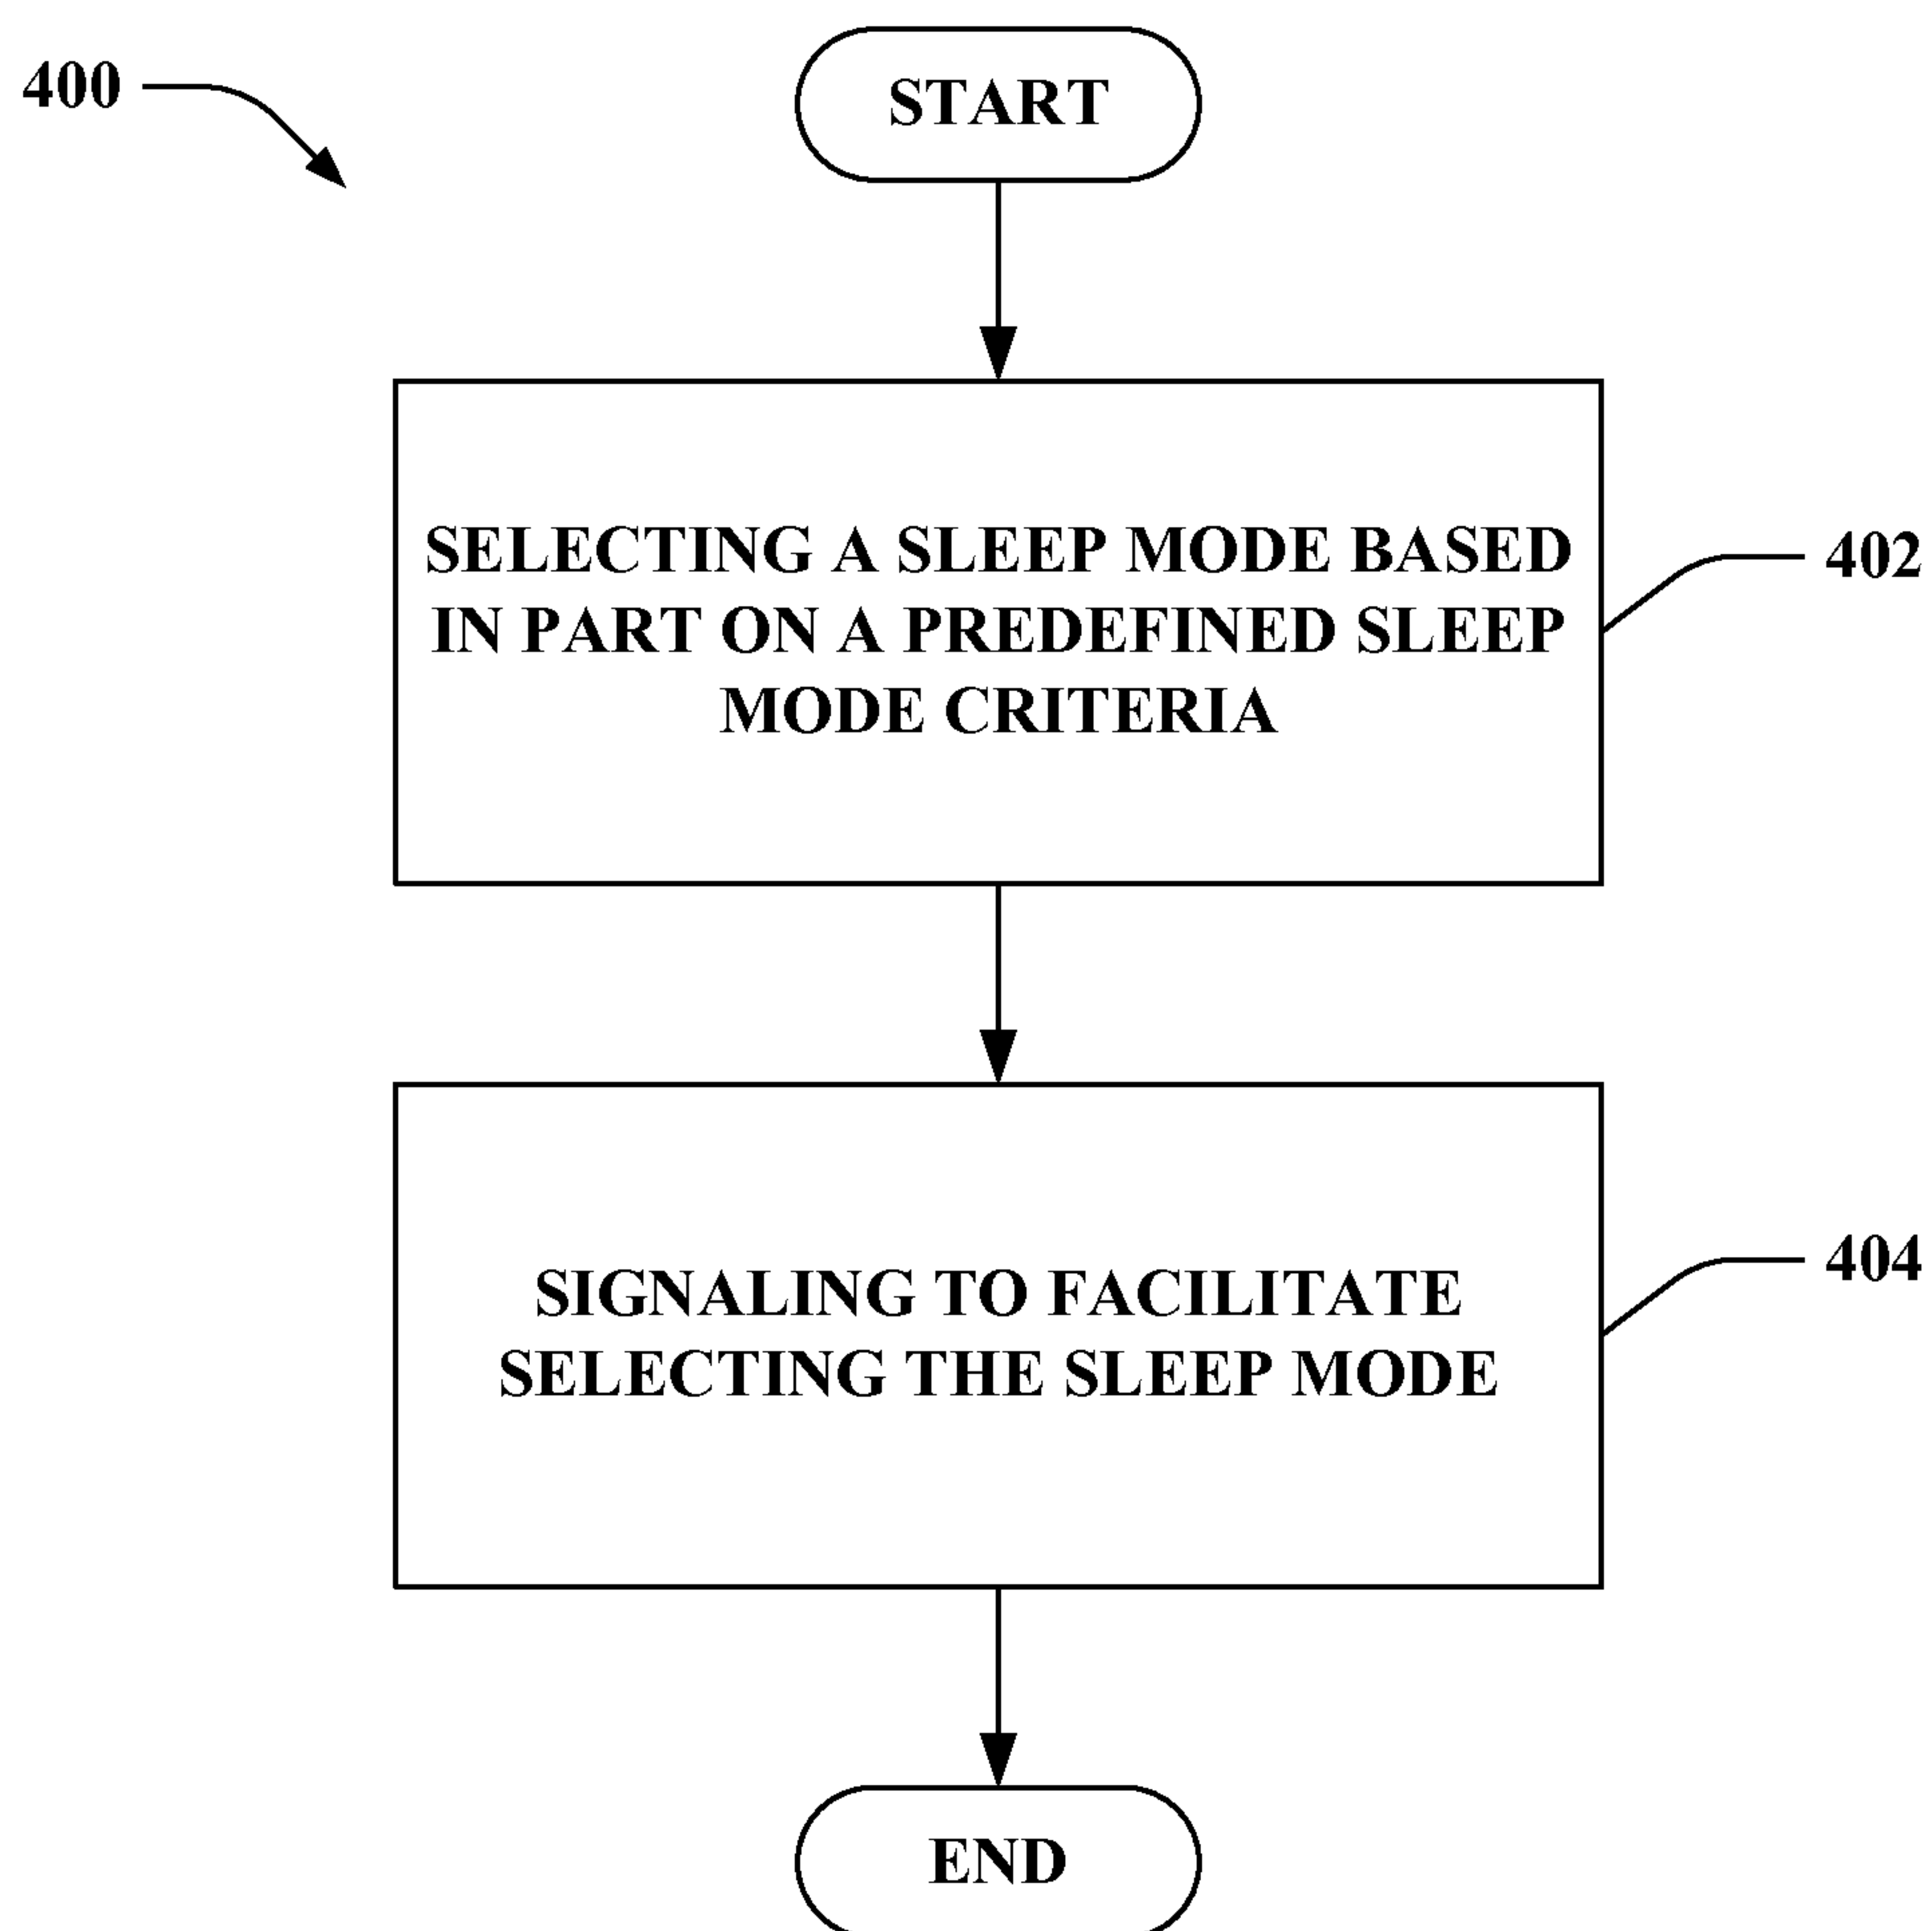 400
START
SELECTING A SLEEP MODE BASED
IN PART ON A PREDEFINED SLEEP
MODE CRITERIA
402
SIGNALING TO FACILITATE
SELECTING THE SLEEP MODE
404
END